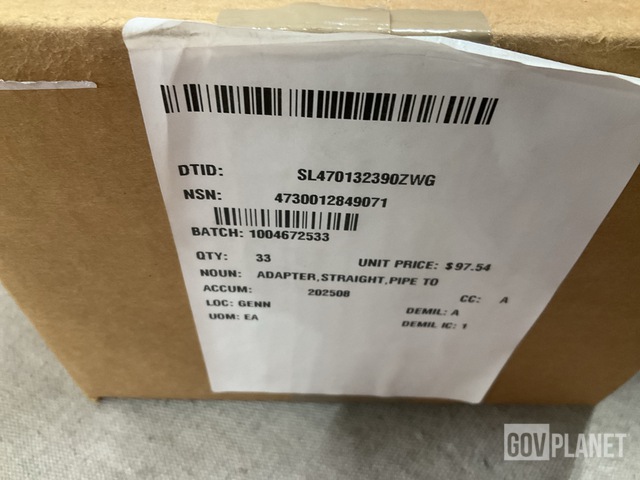 DTID: SL470132390ZWG
NSN: 4730012849071
BATCH: 1004672533
QTY: 33 UNIT PRICE: $97.54
NOUN: ADAPTER,STRAIGHT,PIPE TO
ACCUM: 202508 CC: A
LOC: GENN DEMIL: A
UOM: EA DEMIL IC: 1
GOVPLANET